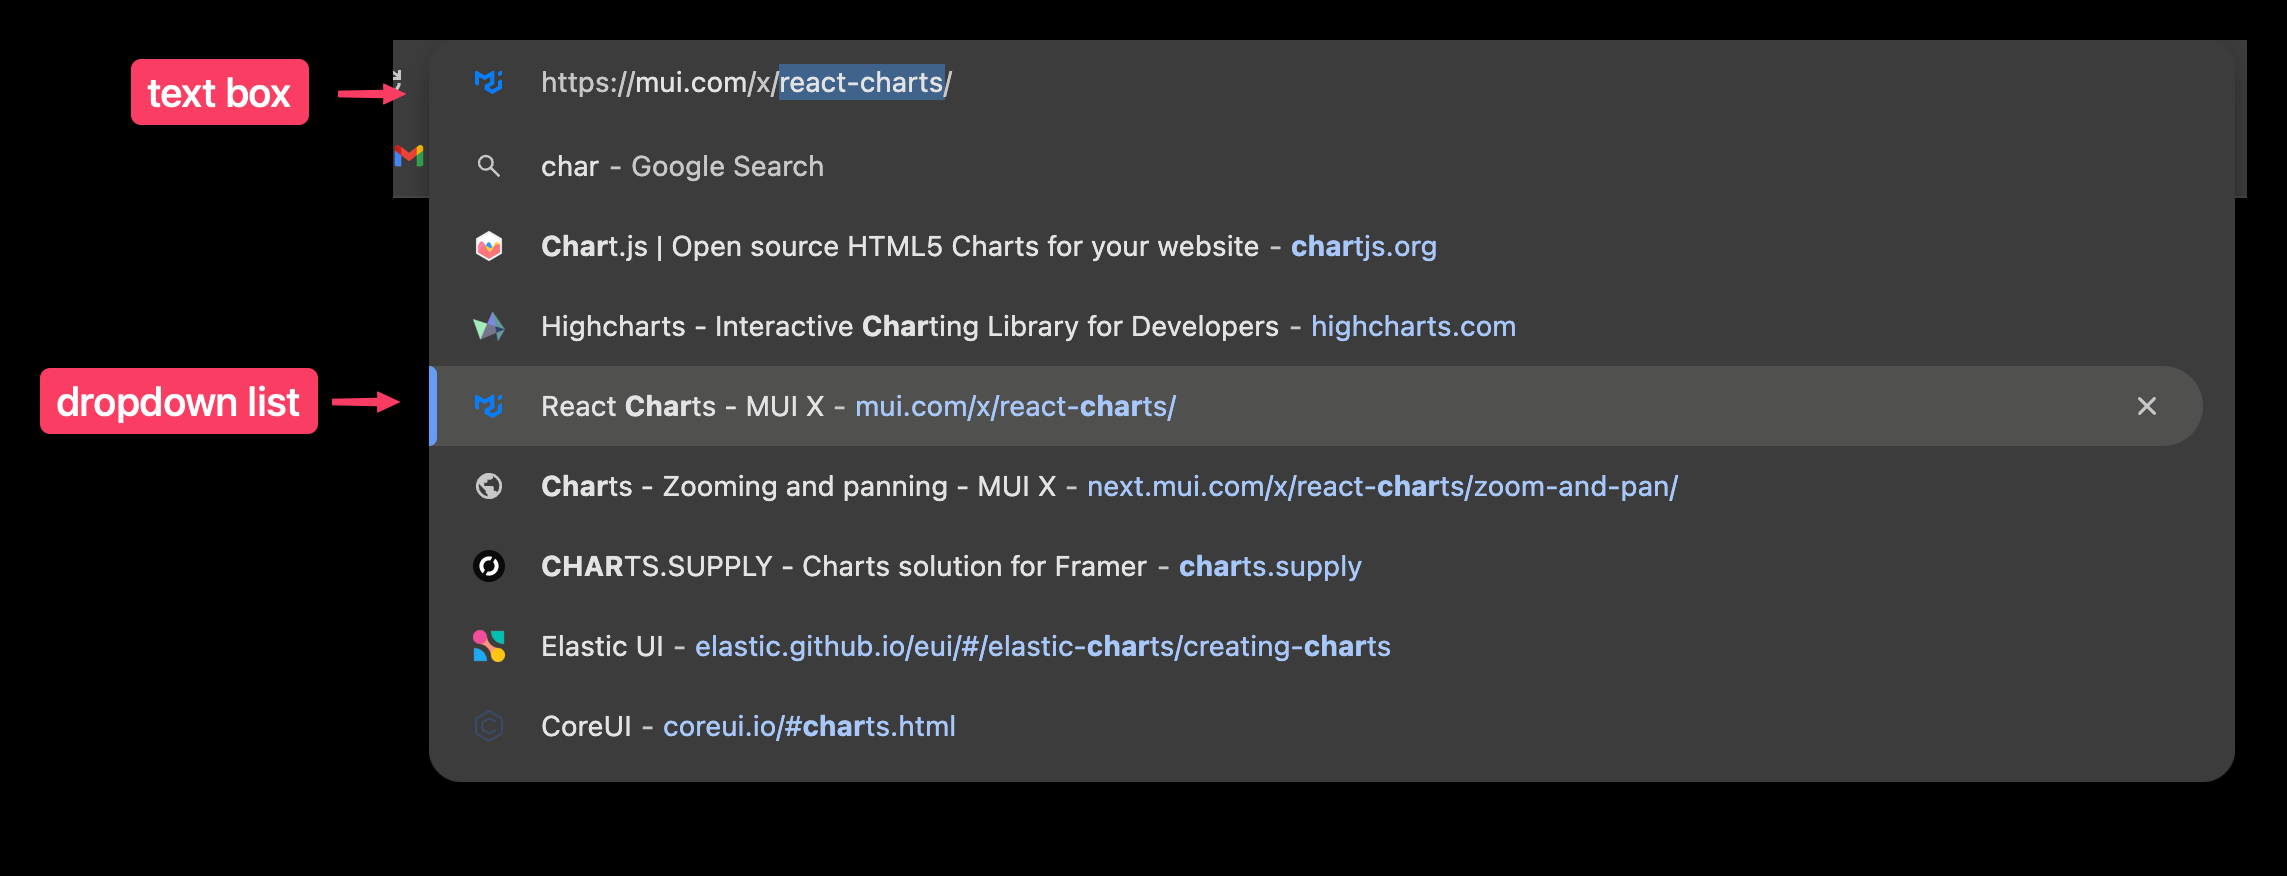 text box
https://mui.com/x/react-charts/
char - Google Search
Chart.js | Open source HTML5 Charts for your website - chartjs.org
Highcharts - Interactive Charting Library for Developers - highcharts.com
dropdown list
React Charts - MUI X - mui.com/x/react-charts/
Charts - Zooming and panning - MUI X - next.mui.com/x/react-charts/zoom-and-pan/
CHARTS.SUPPLY - Charts solution for Framer - charts.supply
Elastic UI - elastic.github.io/eui/#/elastic-charts/creating-charts
CoreUI - coreui.io/#charts.html